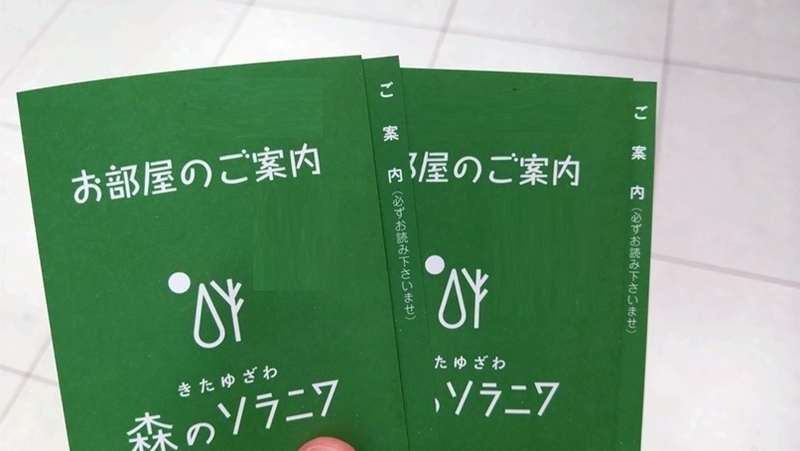 お部屋のご案内
ご案内(必ずお読み下さいませ)
きたゆざわ
森のソラニワ
部屋のご案内
ご案内(必ずお読み下さいませ)
たゆざわ
のソラニワ